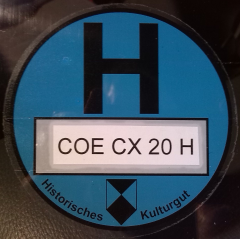 H
COE CX 20 H
Historisches Kulturgut